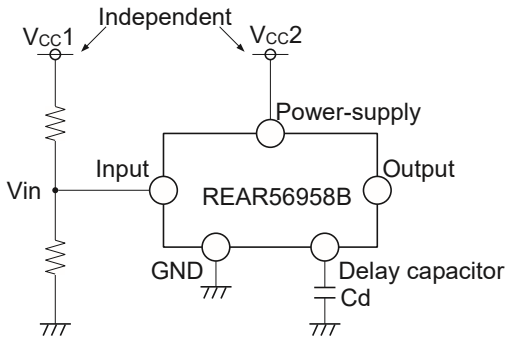 Independent
VCC1
VCC2
Power-supply
Input
Output
Vin
REAR56958B
GND
Delay capacitor
Cd